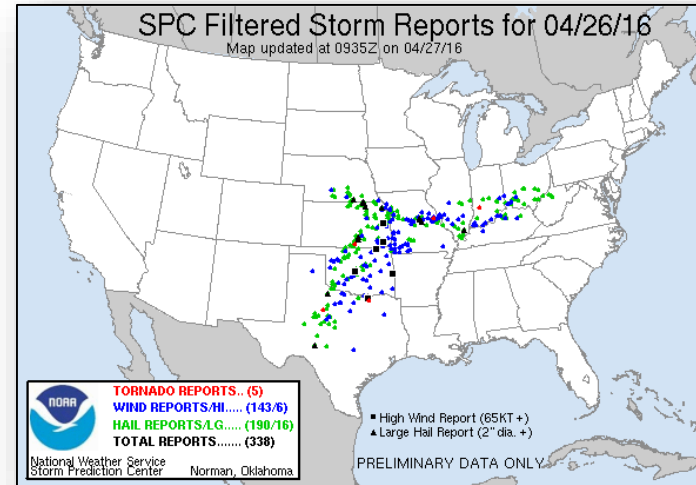 SPC Filtered Storm Reports for 04/26/16
Map updated at 0935Z on 04/27/16
NOAA
TORNADO REPORTS.. (5)
WIND REPORTS/HI..... (143/6)
HAIL REPORTS/LG..... (190/16)
TOTAL REPORTS....... (338)
National Weather Service
Storm Prediction Center Norman, Oklahoma
High Wind Report (65KT +)
Large Hail Report (2" dia. +)
PRELIMINARY DATA ONLY